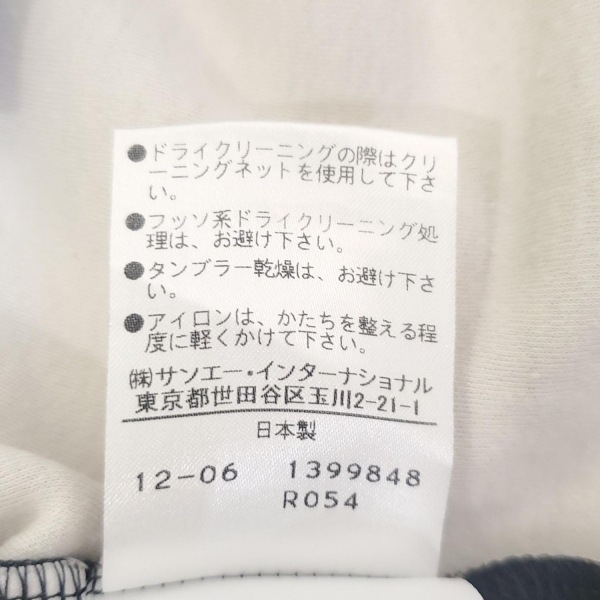 ●ドライクリーニングの際はクリ
ーニングネットを使用して下さ
い。
●フッソ系ドライクリーニング処
理は、お避け下さい。
●タンブラー乾燥は、お避け下さ
い。
●アイロンは、かたちを整える程
度に軽くかけて下さい。
㈱サンエー・インターナショナル
東京都世田谷区玉川2-21-1
日本製
12-06 1399848
R054